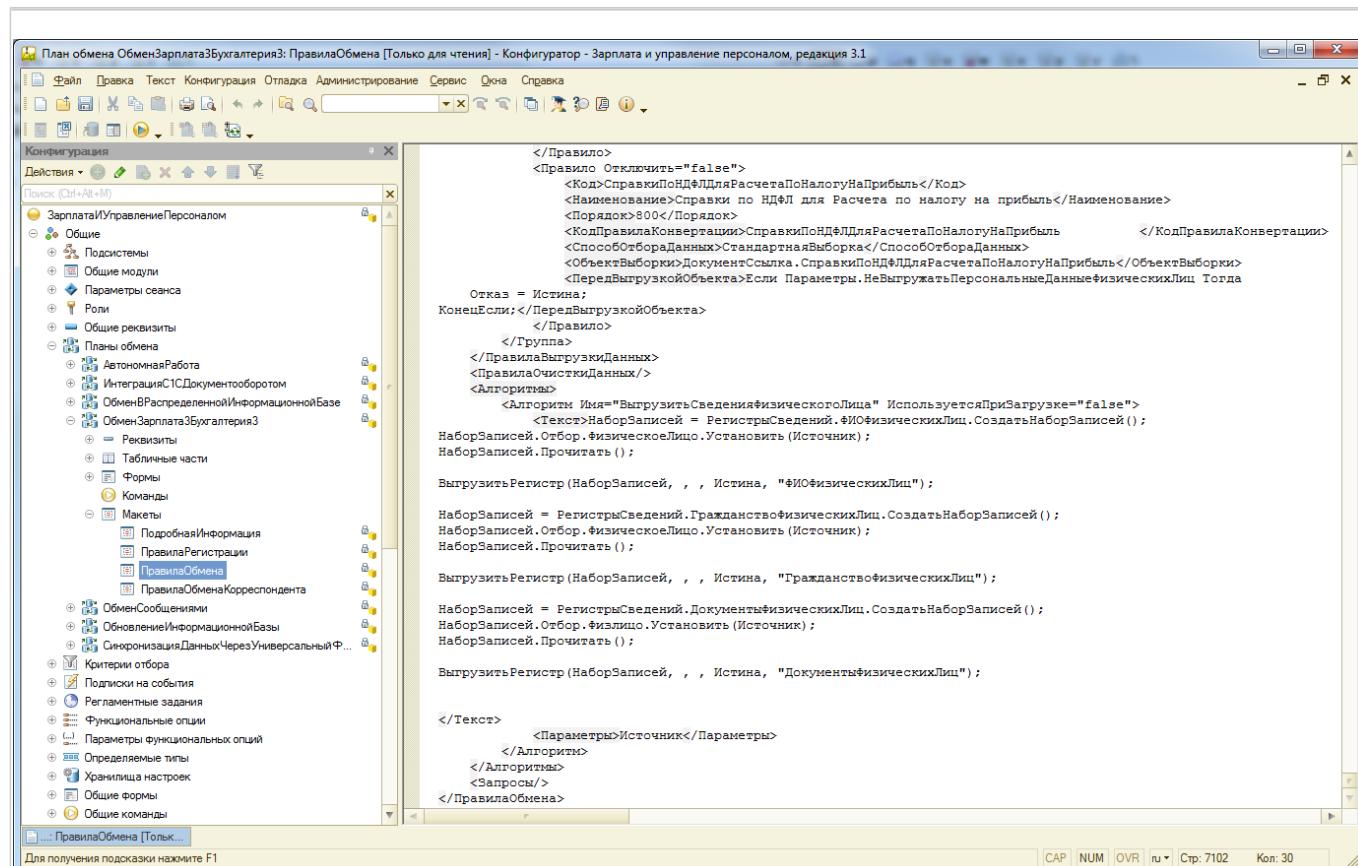 План обмена ОбменЗарплата3Бухгалтерия3: ПравилаОбмена [Только для чтения] - Конфигуратор - Зарплата и управление персоналом, редакция 3.1
Файл Правка Текст Конфигурация Отладка Администрирование Сервис Окна Справка
Конфигурация
Действия
Поиск (Ctrl+Alt+M)
ЗарплатаИУправлениеПерсоналом
Общие
Подсистемы
Общие модули
Параметры сеанса
Роли
Общие реквизиты
Планы обмена
АвтономнаяРабота
ИнтеграцияС1СДокументооборотом
ОбменВРаспределеннойИнформационнойБазе
ОбменЗарплата3Бухгалтерия3
Реквизиты
Табличные части
Формы
Команды
Макеты
ПодробнаяИнформация
ПравилаРегистрации
ПравилаОбмена
ПравилаОбменаКорреспондента
ОбменСообщениями
ОбновлениеИнформационнойБазы
СинхронизацияДанныхЧерезУниверсальныйФ...
Критерии отбора
Подписки на события
Регламентные задания
Функциональные опции
Параметры функциональных опций
Определяемые типы
Хранилища настроек
Общие формы
Общие команды
</Правило>
<Правило Отключить="false">
<Код>СправкиПоНДФЛДляРасчетаПоНалогуНаПрибыль</Код>
<Наименование>Справки по НДФЛ для Расчета по налогу на прибыль</Наименование>
<Порядок>800</Порядок>
<КодПравилаКонвертации>СправкиПоНДФЛДляРасчетаПоНалогуНаПрибыль </КодПравилаКонвертации>
<СпособОтбораДанных>СтандартнаяВыборка</СпособОтбораДанных>
<ОбъектВыборки>ДокументСсылка.СправкиПоНДФЛДляРасчетаПоНалогуНаПрибыль</ОбъектВыборки>
<ПередВыгрузкойОбъекта>Если Параметры.НеВыгружатьПерсональныеДанныеФизическихЛиц Тогда
Отказ = Истина;
КонецЕсли;</ПередВыгрузкойОбъекта>
</Правило>
</Группа>
</ПравилаВыгрузкиДанных>
<ПравилаОчисткиДанных/>
<Алгоритмы>
<Алгоритм Имя="ВыгрузитьСведенияФизическогоЛица" ИспользуетсяПриЗагрузке="false">
<Текст>НаборЗаписей = РегистрыСведений.ФИОФизическихЛиц.СоздатьНаборЗаписей();
НаборЗаписей.Отбор.ФизическоеЛицо.Установить(Источник);
НаборЗаписей.Прочитать();
ВыгрузитьРегистр(НаборЗаписей, , , Истина, "ФИОФизическихЛиц");
НаборЗаписей = РегистрыСведений.ГражданствоФизическихЛиц.СоздатьНаборЗаписей();
НаборЗаписей.Отбор.ФизическоеЛицо.Установить(Источник);
НаборЗаписей.Прочитать();
ВыгрузитьРегистр(НаборЗаписей, , , Истина, "ГражданствоФизическихЛиц");
НаборЗаписей = РегистрыСведений.ДокументыФизическихЛиц.СоздатьНаборЗаписей();
НаборЗаписей.Отбор.Физлицо.Установить(Источник);
НаборЗаписей.Прочитать();
ВыгрузитьРегистр(НаборЗаписей, , , Истина, "ДокументыФизическихЛиц");
</Текст>
<Параметры>Источник</Параметры>
</Алгоритм>
</Алгоритмы>
<Запросы/>
</ПравилаОбмена>
...: ПравилаОбмена [Тольк...
Для получения подсказки нажмите F1
CAP NUM OVR ru Стр: 7102 Кол: 30